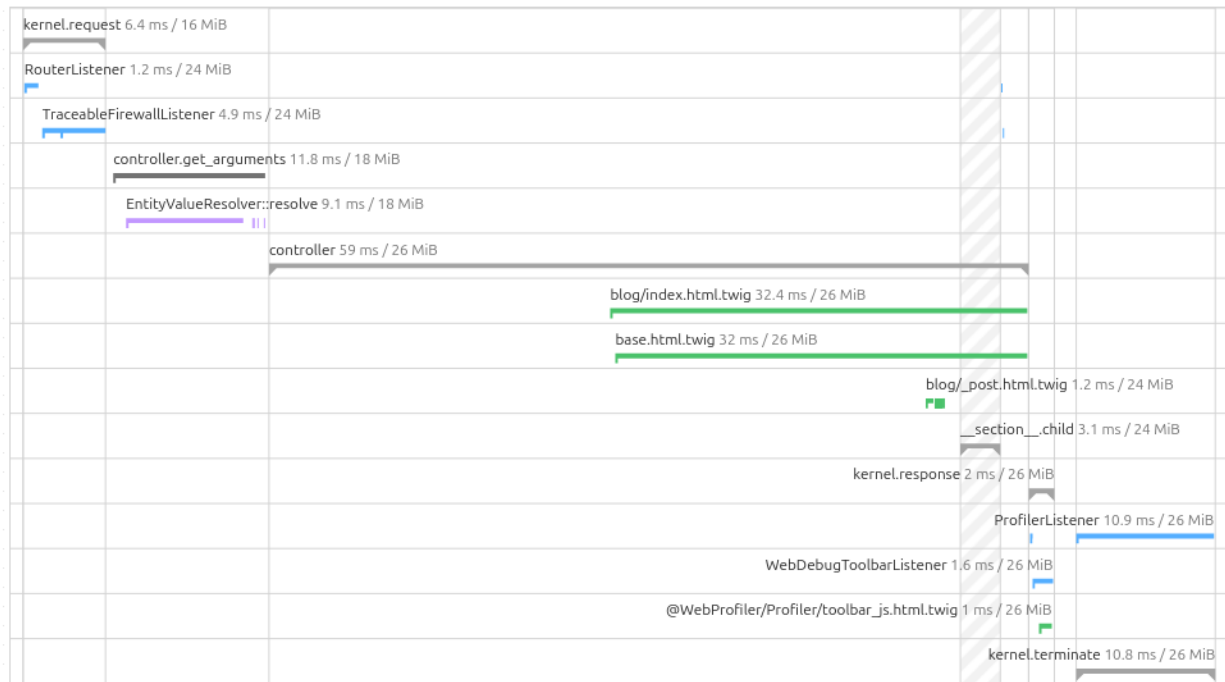 kernel.request 6.4 ms / 16 MiB
RouterListener 1.2 ms / 24 MiB
TraceableFirewallListener 4.9 ms / 24 MiB
controller.get_arguments 11.8 ms / 18 MiB
EntityValueResolver::resolve 9.1 ms / 18 MiB
controller 59 ms / 26 MiB
blog/index.html.twig 32.4 ms / 26 MiB
base.html.twig 32 ms / 26 MiB
blog/_post.html.twig 1.2 ms / 24 MiB
__section__.child 3.1 ms / 24 MiB
kernel.response 2 ms / 26 MiB
ProfilerListener 10.9 ms / 26 MiB
WebDebugToolbarListener 1.6 ms / 26 MiB
@WebProfiler/Profiler/toolbar_js.html.twig 1 ms / 26 MiB
kernel.terminate 10.8 ms / 26 MiB